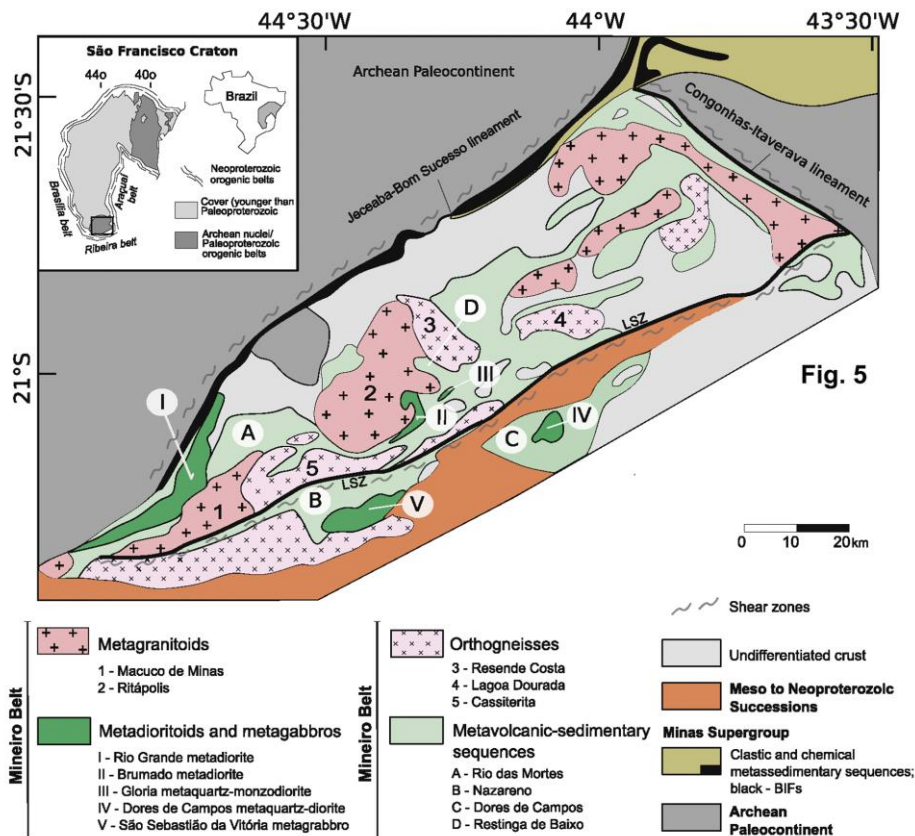 44°30'W
44°W
43°30'W
São Francisco Craton
44o
40o
Brazil
Brasília belt
Araçuaí belt
Ribeira belt
Neoproterozoic
orogenic belts
Cover (younger than
Paleoproterozoic)
Archean nuclei/
Paleoproterozoic
orogenic belts
Archean Paleocontinent
Jeceaba-Bom Sucesso lineament
Congonhas-Itaverava lineament
21°30'S
21°S
D
3
4
LSZ
Fig. 5
I
2
III
II
A
C
IV
5
LSZ
B
V
1
0 10 20km
Mineiro Belt
Metagranitoids
1 - Macuco de Minas
2 - Ritápolis
Metadioritoids and metagabbros
I - Rio Grande metadiorite
II - Brumado metadiorite
III - Gloria metaquartz-monzodiorite
IV - Dores de Campos metaquartz-diorite
V - São Sebastião da Vitória metagrabbro
Mineiro Belt
Orthogneisses
3 - Resende Costa
4 - Lagoa Dourada
5 - Cassiterita
Metavolcanic-sedimentary
sequences
A - Rio das Mortes
B - Nazareno
C - Dores de Campos
D - Restinga de Baixo
Shear zones
Undifferentiated crust
Meso to Neoproterozoic
Successions
Minas Supergroup
Clastic and chemical
metassedimentary sequences;
black - BIFs
Archean
Paleocontinent